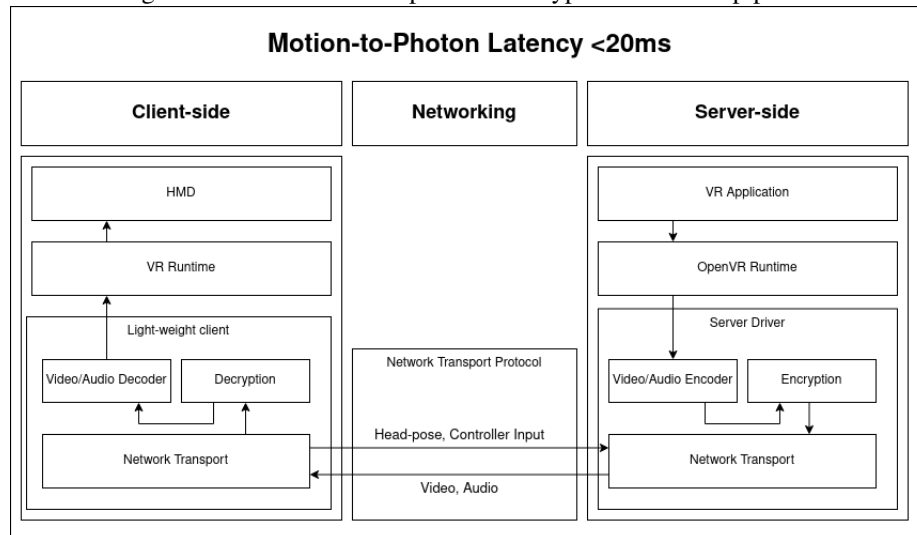 Motion-to-Photon Latency <20ms
Client-side
Networking
Server-side
HMD
VR Runtime
Light-weight client
Video/Audio Decoder
Decryption
Network Transport
Network Transport Protocol
Head-pose, Controller Input
Video, Audio
VR Application
OpenVR Runtime
Server Driver
Video/Audio Encoder
Encryption
Network Transport